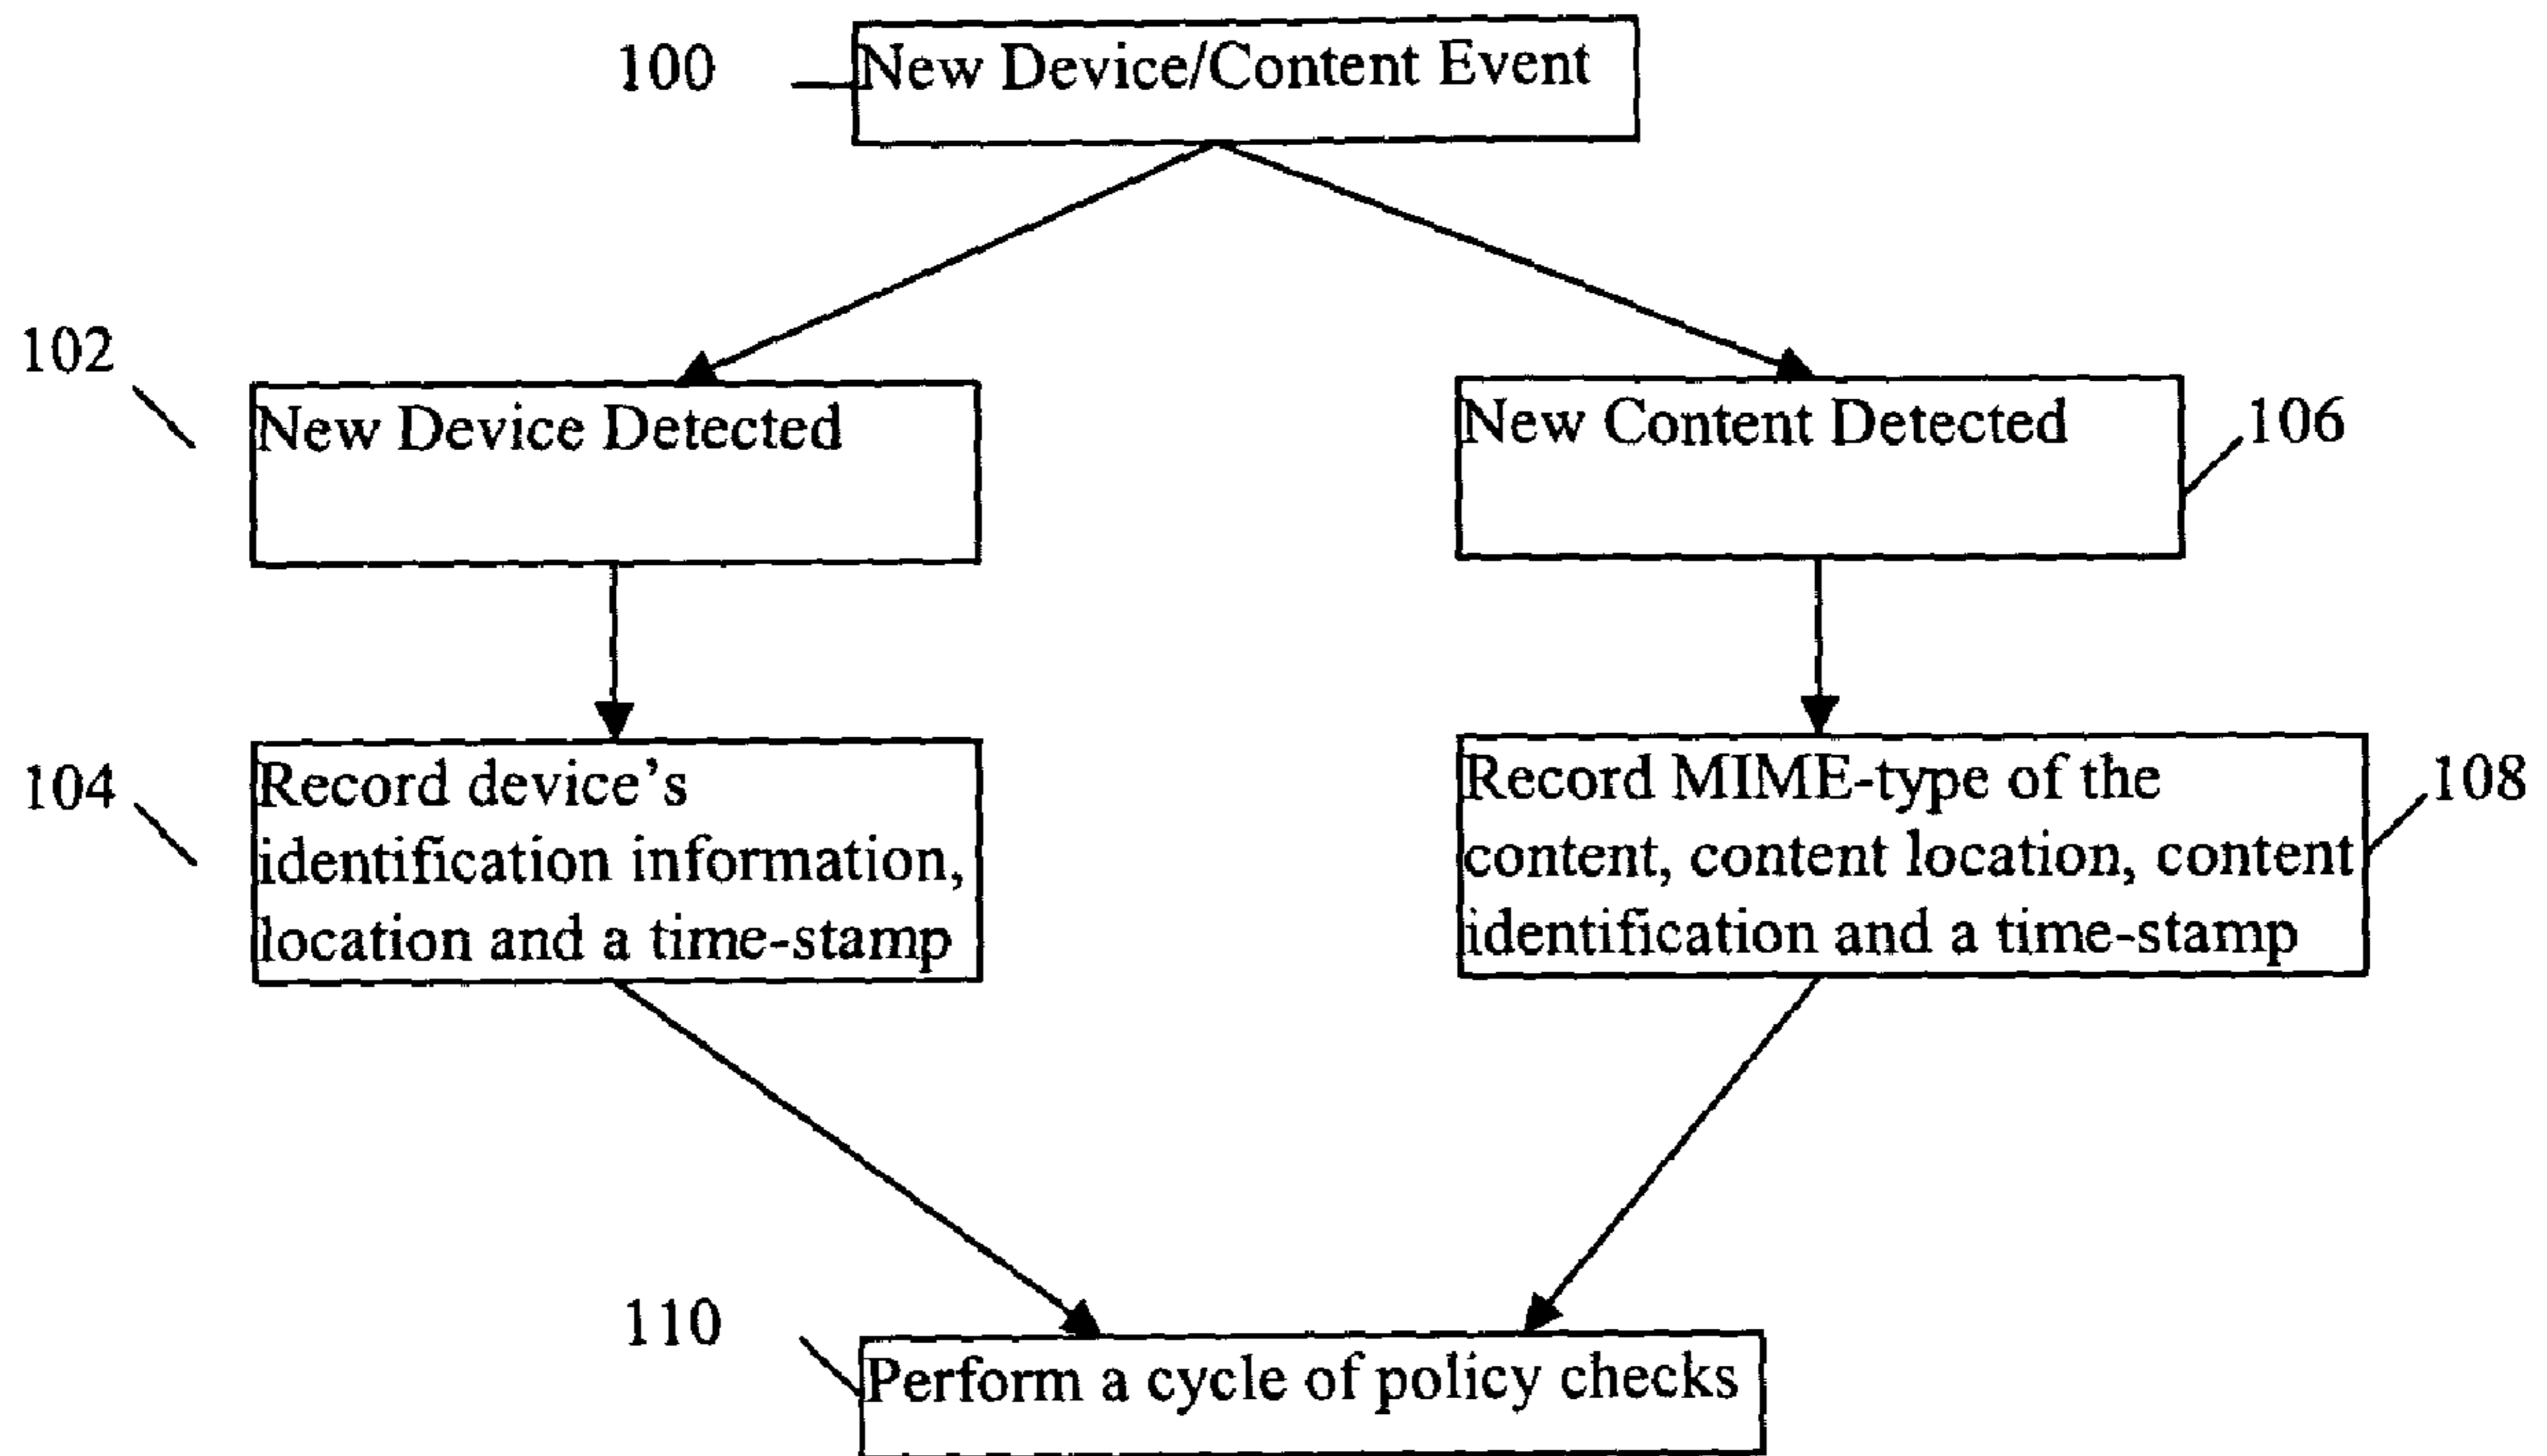 100
New Device/Content Event
102
New Device Detected
New Content Detected
106
104
Record device's
identification information,
location and a time-stamp
Record MIME-type of the
content, content location, content
identification and a time-stamp
108
110
Perform a cycle of policy checks